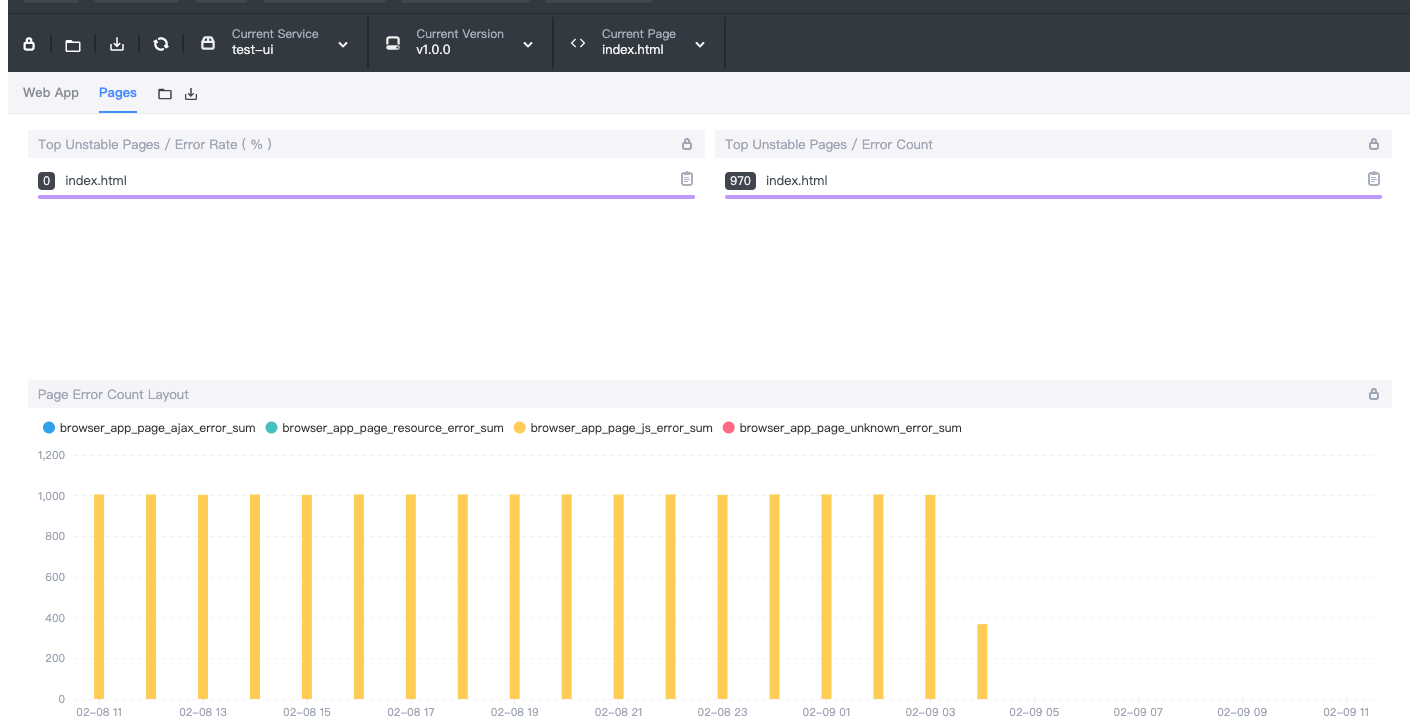 Current Service
test-ui
Current Version
v1.0.0
Current Page
index.html
Web App
Pages
Top Unstable Pages / Error Rate ( % )
0 index.html
Top Unstable Pages / Error Count
970 index.html
Page Error Count Layout
browser_app_page_ajax_error_sum browser_app_page_resource_error_sum browser_app_page_js_error_sum browser_app_page_unknown_error_sum
1,200
1,000
800
600
400
200
0
02-08 11 02-08 13 02-08 15 02-08 17 02-08 19 02-08 21 02-08 23 02-09 01 02-09 03 02-09 05 02-09 07 02-09 09 02-09 11